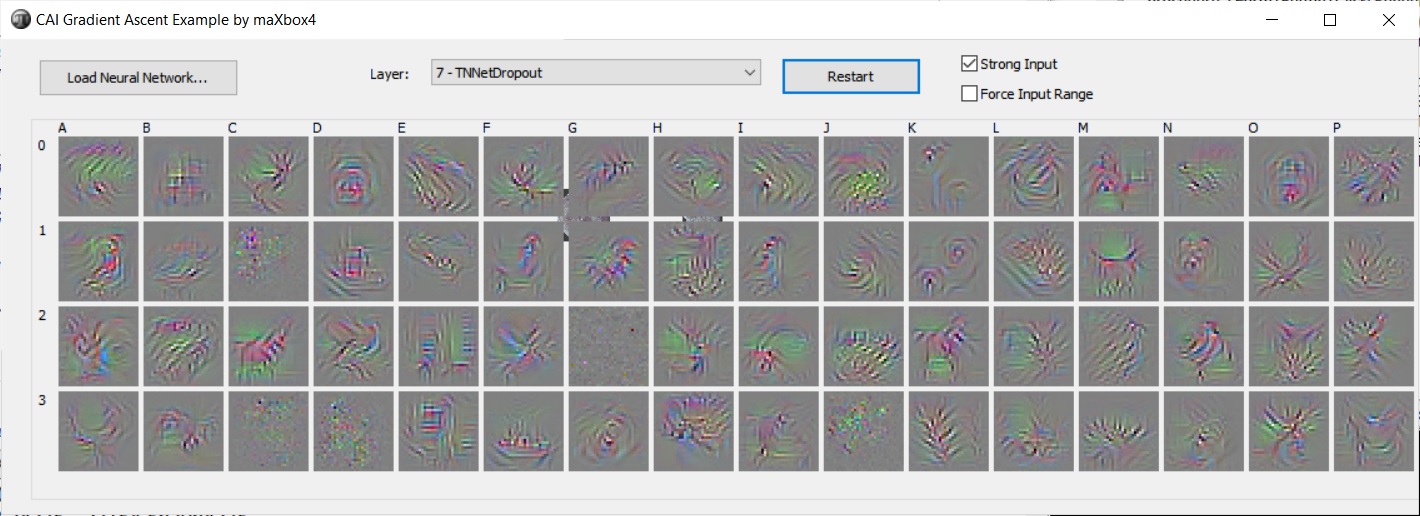 CAI Gradient Ascent Example by maXbox4
Load Neural Network...
Layer:
7 - TNNetDropout
Restart
Strong Input
Force Input Range
A B C D E F G H I J K L M N O P
0
1
2
3